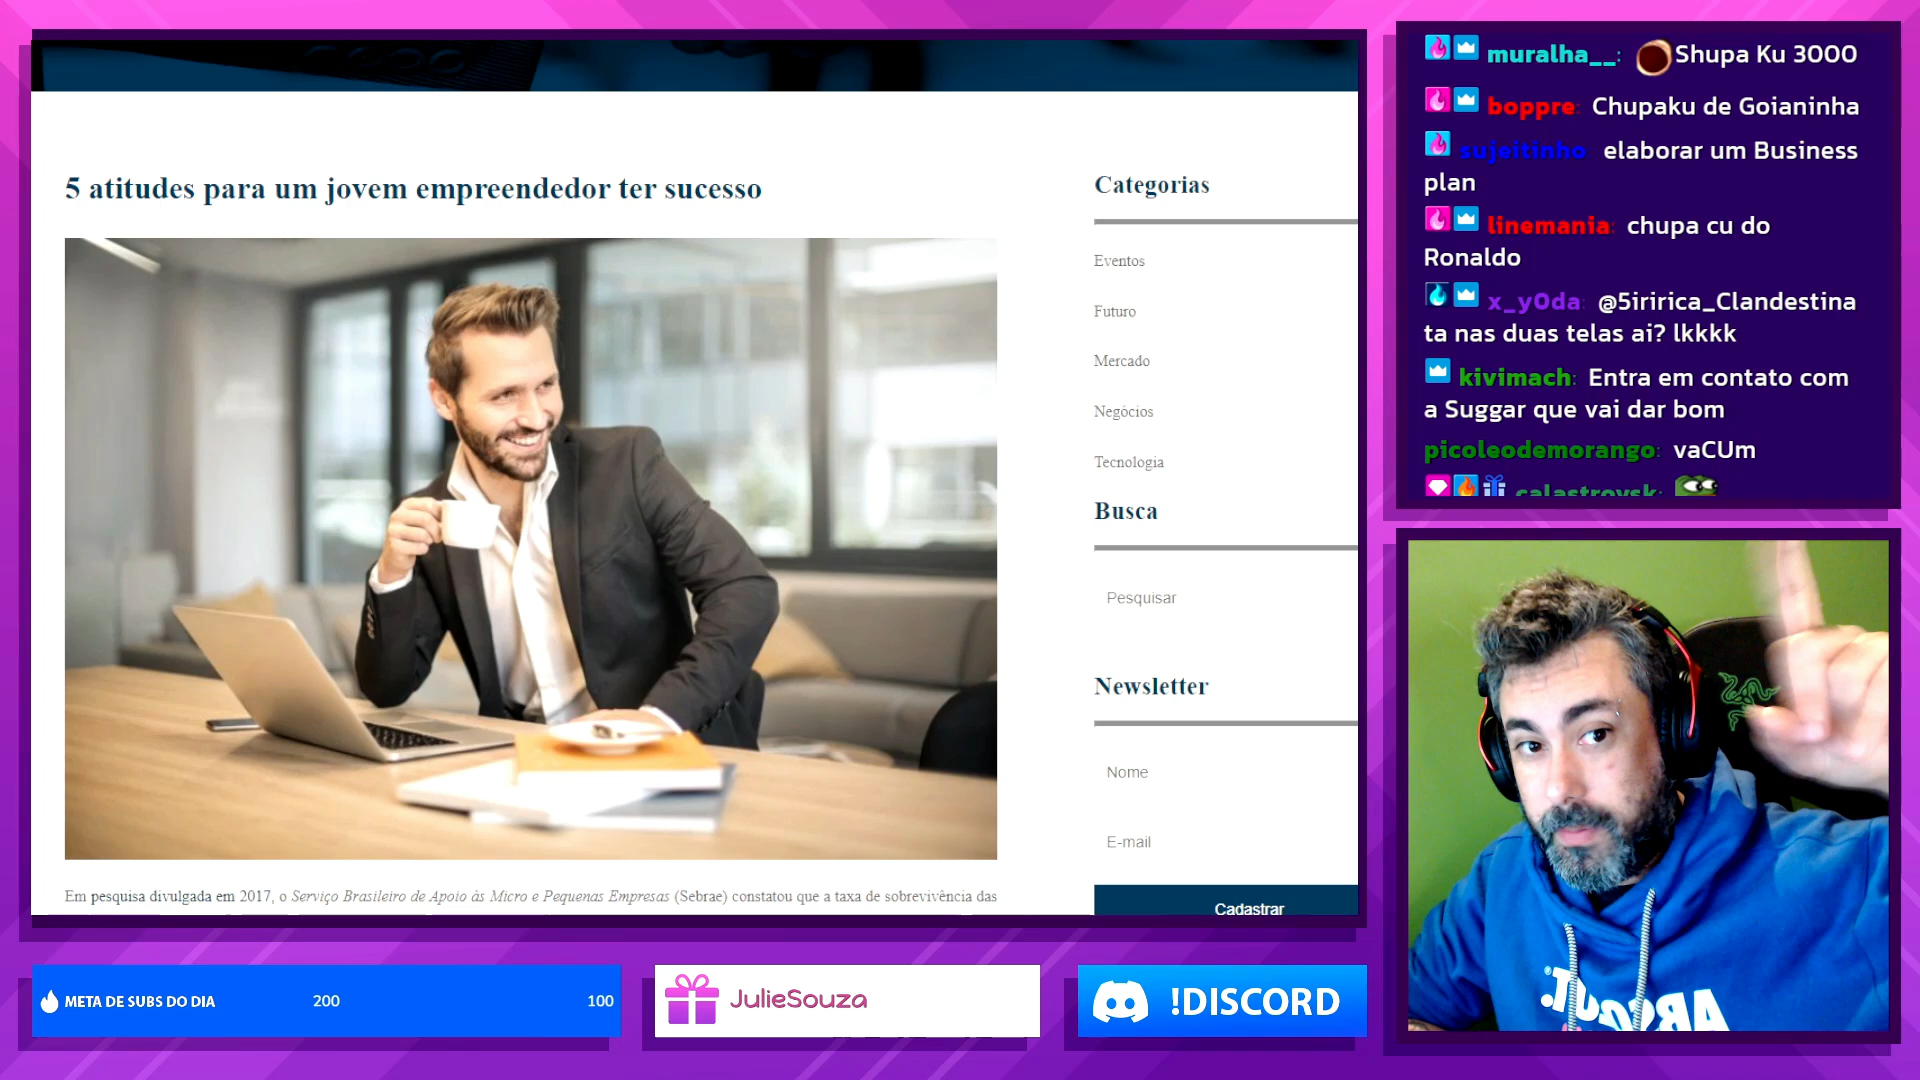 5 atitudes para um jovem empreendedor ter sucesso
Em pesquisa divulgada em 2017, o Serviço Brasileiro de Apoio às Micro e Pequenas Empresas (Sebrae) constatou que a taxa de sobrevivência das
Categorias
Eventos
Futuro
Mercado
Negócios
Tecnologia
Busca
Pesquisar
Newsletter
Nome
E-mail
Cadastrar
muralha__: Shupa Ku 3000
boppre: Chupaku de Goianinha
sujeitinho: elaborar um Business
plan
linemania: chupa cu do
Ronaldo
x_y0da: @5iririca_Clandestina
ta nas duas telas ai? lkkkk
kivimach: Entra em contato com
a Suggar que vai dar bom
picoleodemorango: vaCUm
calastrovsk:
META DE SUBS DO DIA 200 100
JulieSouza
!DISCORD